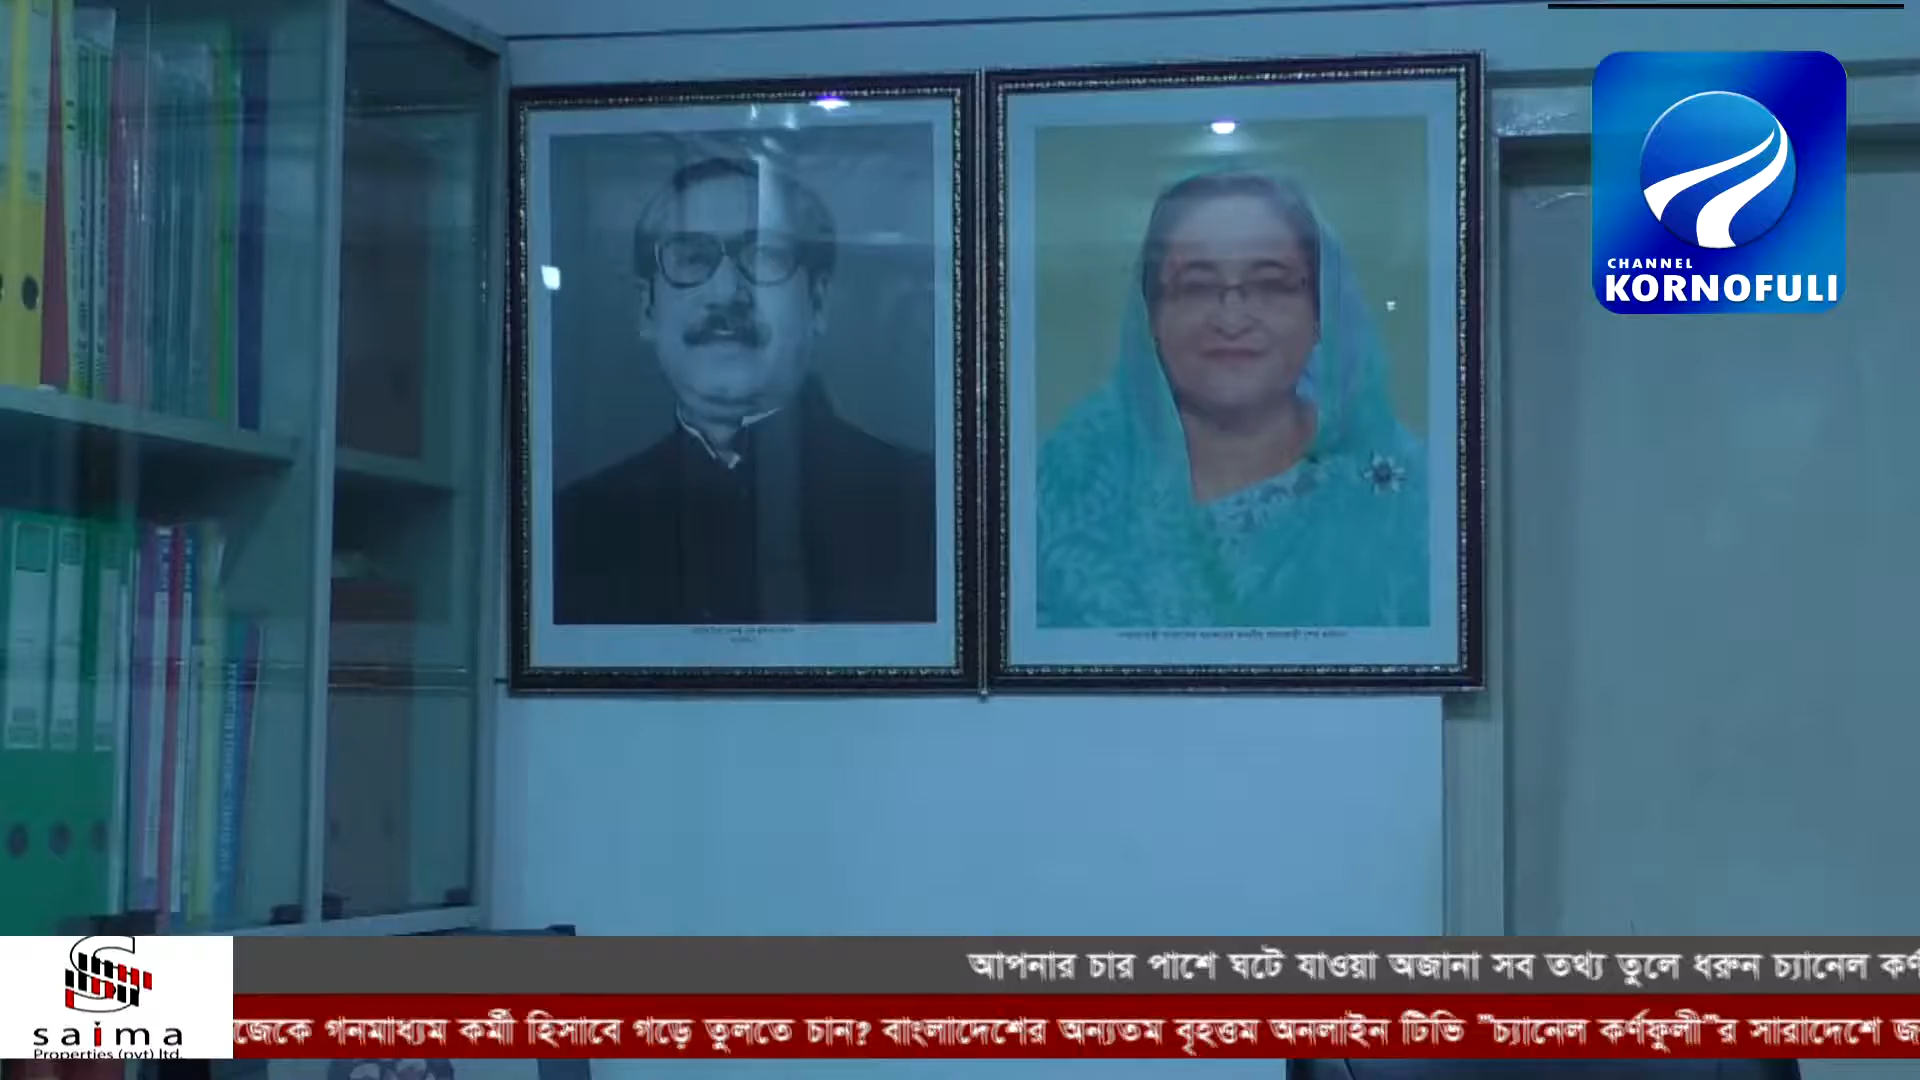 CHANNEL
KORNOFULI
আপনার চার পাশে ঘটে যাওয়া অজানা সব তথ্য তুলে ধরুন চ্যানেল
saima
Properties (pvt) ltd.
গনমাধ্যম কর্মী হিসাবে গড়ে তুলতে চান? বাংলাদেশের অন্যতম বৃহত্তম অনলাইন টিভি "চ্যানেল কর্ণফুলী"র সারাদেশে